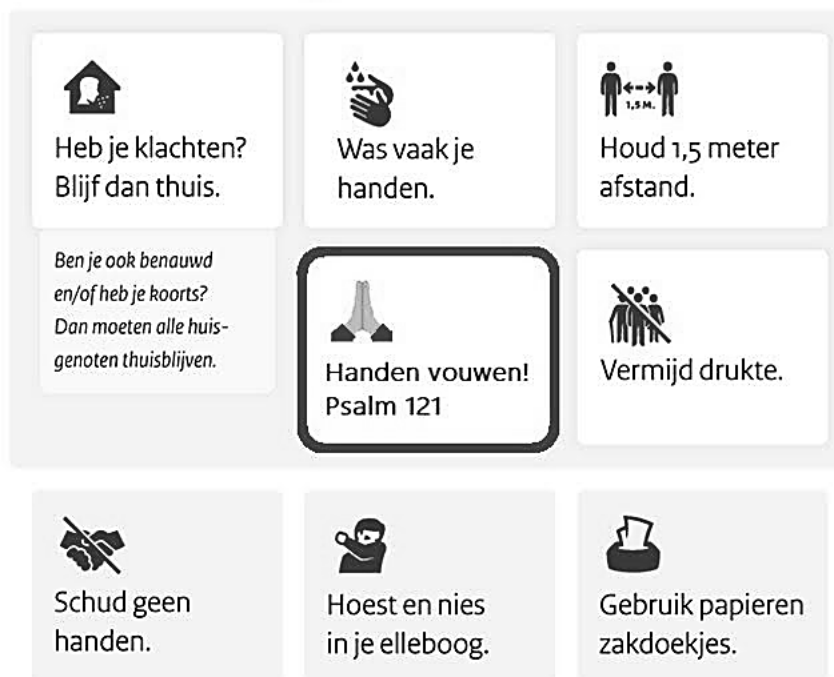 Heb je klachten?
Blijf dan thuis.
Ben je ook benauwd
en/of heb je koorts?
Dan moeten alle huis-
genoten thuisblijven.
Was vaak je
handen.
1,5 M.
Houd 1,5 meter
afstand.
Handen vouwen!
Psalm 121
Vermijd drukte.
Schud geen
handen.
Hoest en nies
in je elleboog.
Gebruik papieren
zakdoekjes.